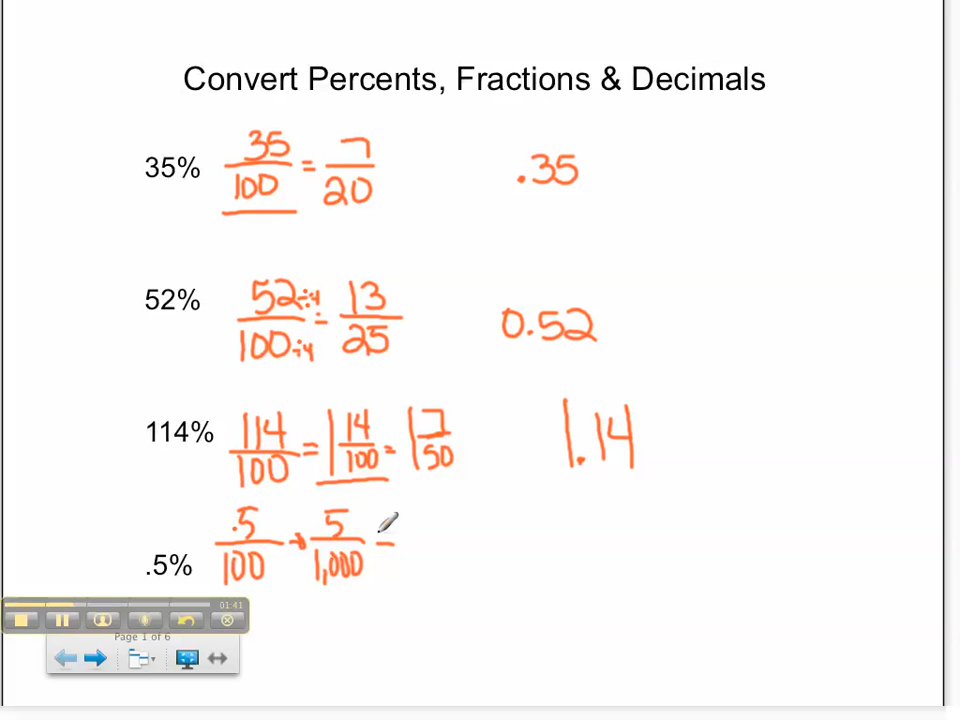 Convert Percents, Fractions & Decimals
35% 35/100 = 7/20 .35
52% 52÷4/100÷4 = 13/25 0.52
114% 114/100 = 1 14/100 = 1 7/50 1.14
.5% .5/100 → 5/1,000 =
01:41
Page 1 of 6